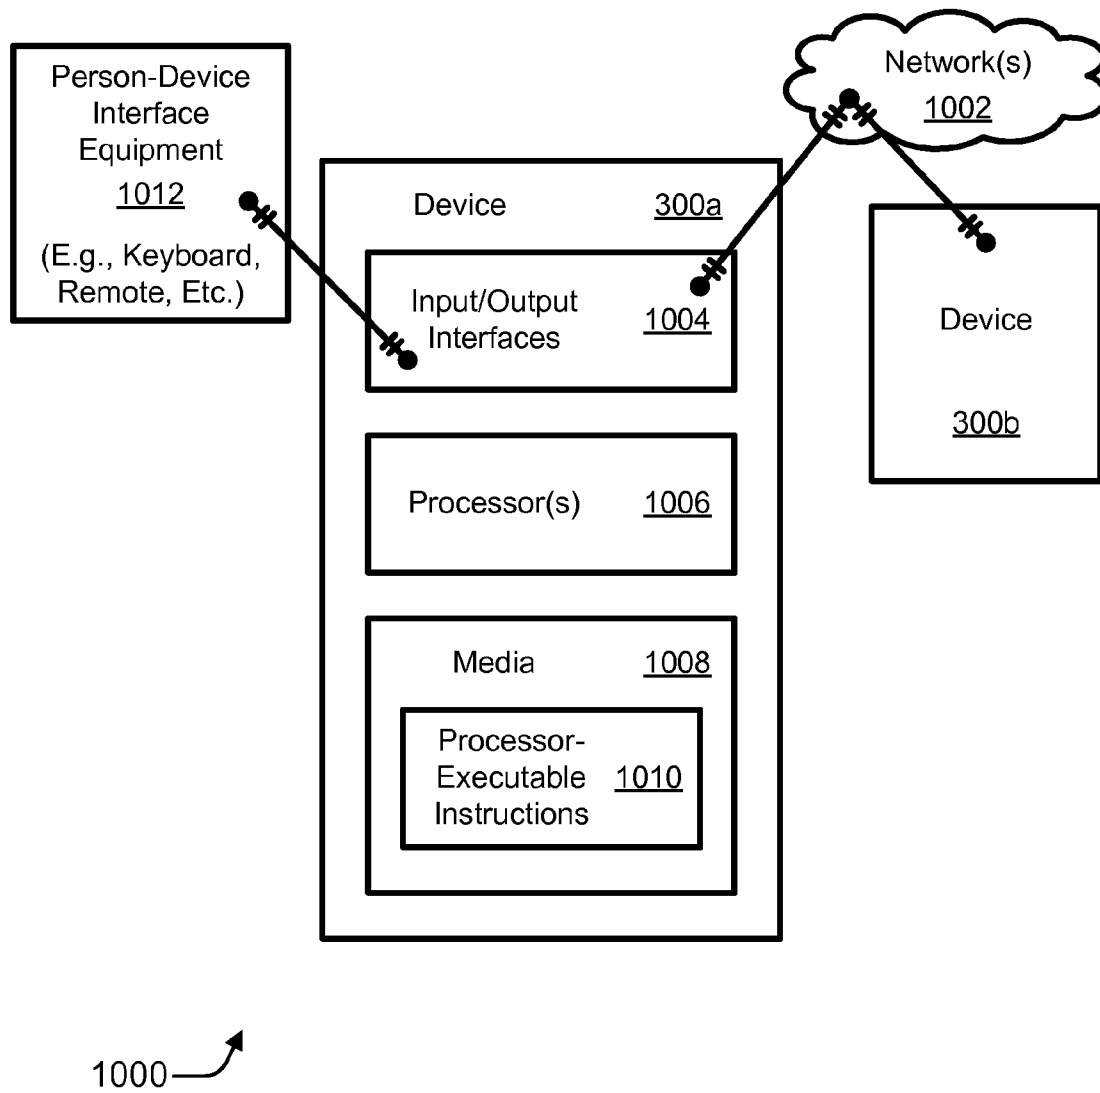 Person-Device
Interface
Equipment
1012
(E.g., Keyboard,
Remote, Etc.)
Network(s)
1002
Device 300a
Input/Output
Interfaces
1004
Device
300b
Processor(s) 1006
Media 1008
Processor-
Executable
Instructions
1010
1000